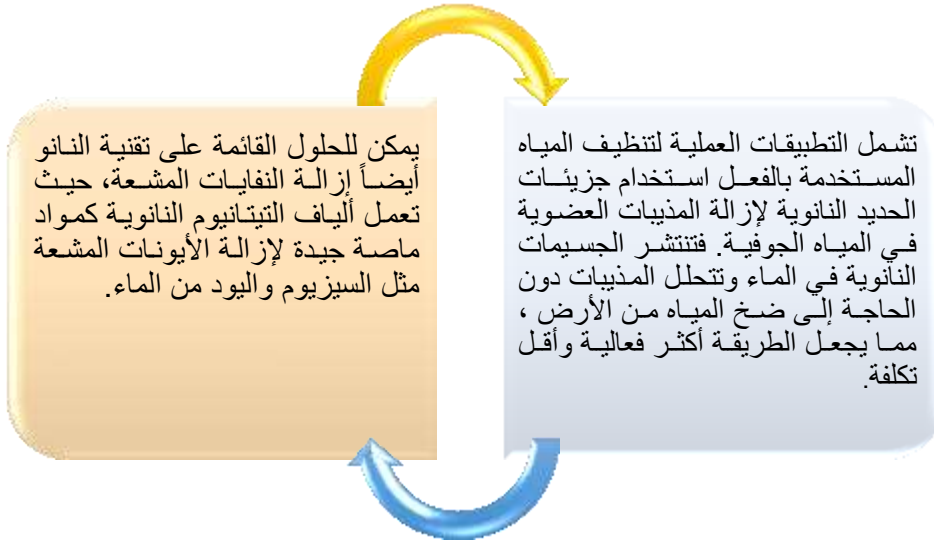 تشمل التطبيقات العملية لتنظيف المياه
المستخدمة بالفعل استخدام جزيئات
الحديد النانوية لإزالة المذيبات العضوية
في المياه الجوفية. فتنتشر الجسيمات
النانوية في الماء وتتحلل المذيبات دون
الحاجة إلى ضخ المياه من الأرض ،
مما يجعل الطريقة أكثر فعالية وأقل
تكلفة.
يمكن للحلول القائمة على تقنية النانو
أيضاً إزالة النفايات المشعة، حيث
تعمل ألياف التيتانيوم النانوية كمواد
ماصة جيدة لإزالة الأيونات المشعة
مثل السيزيوم واليود من الماء.